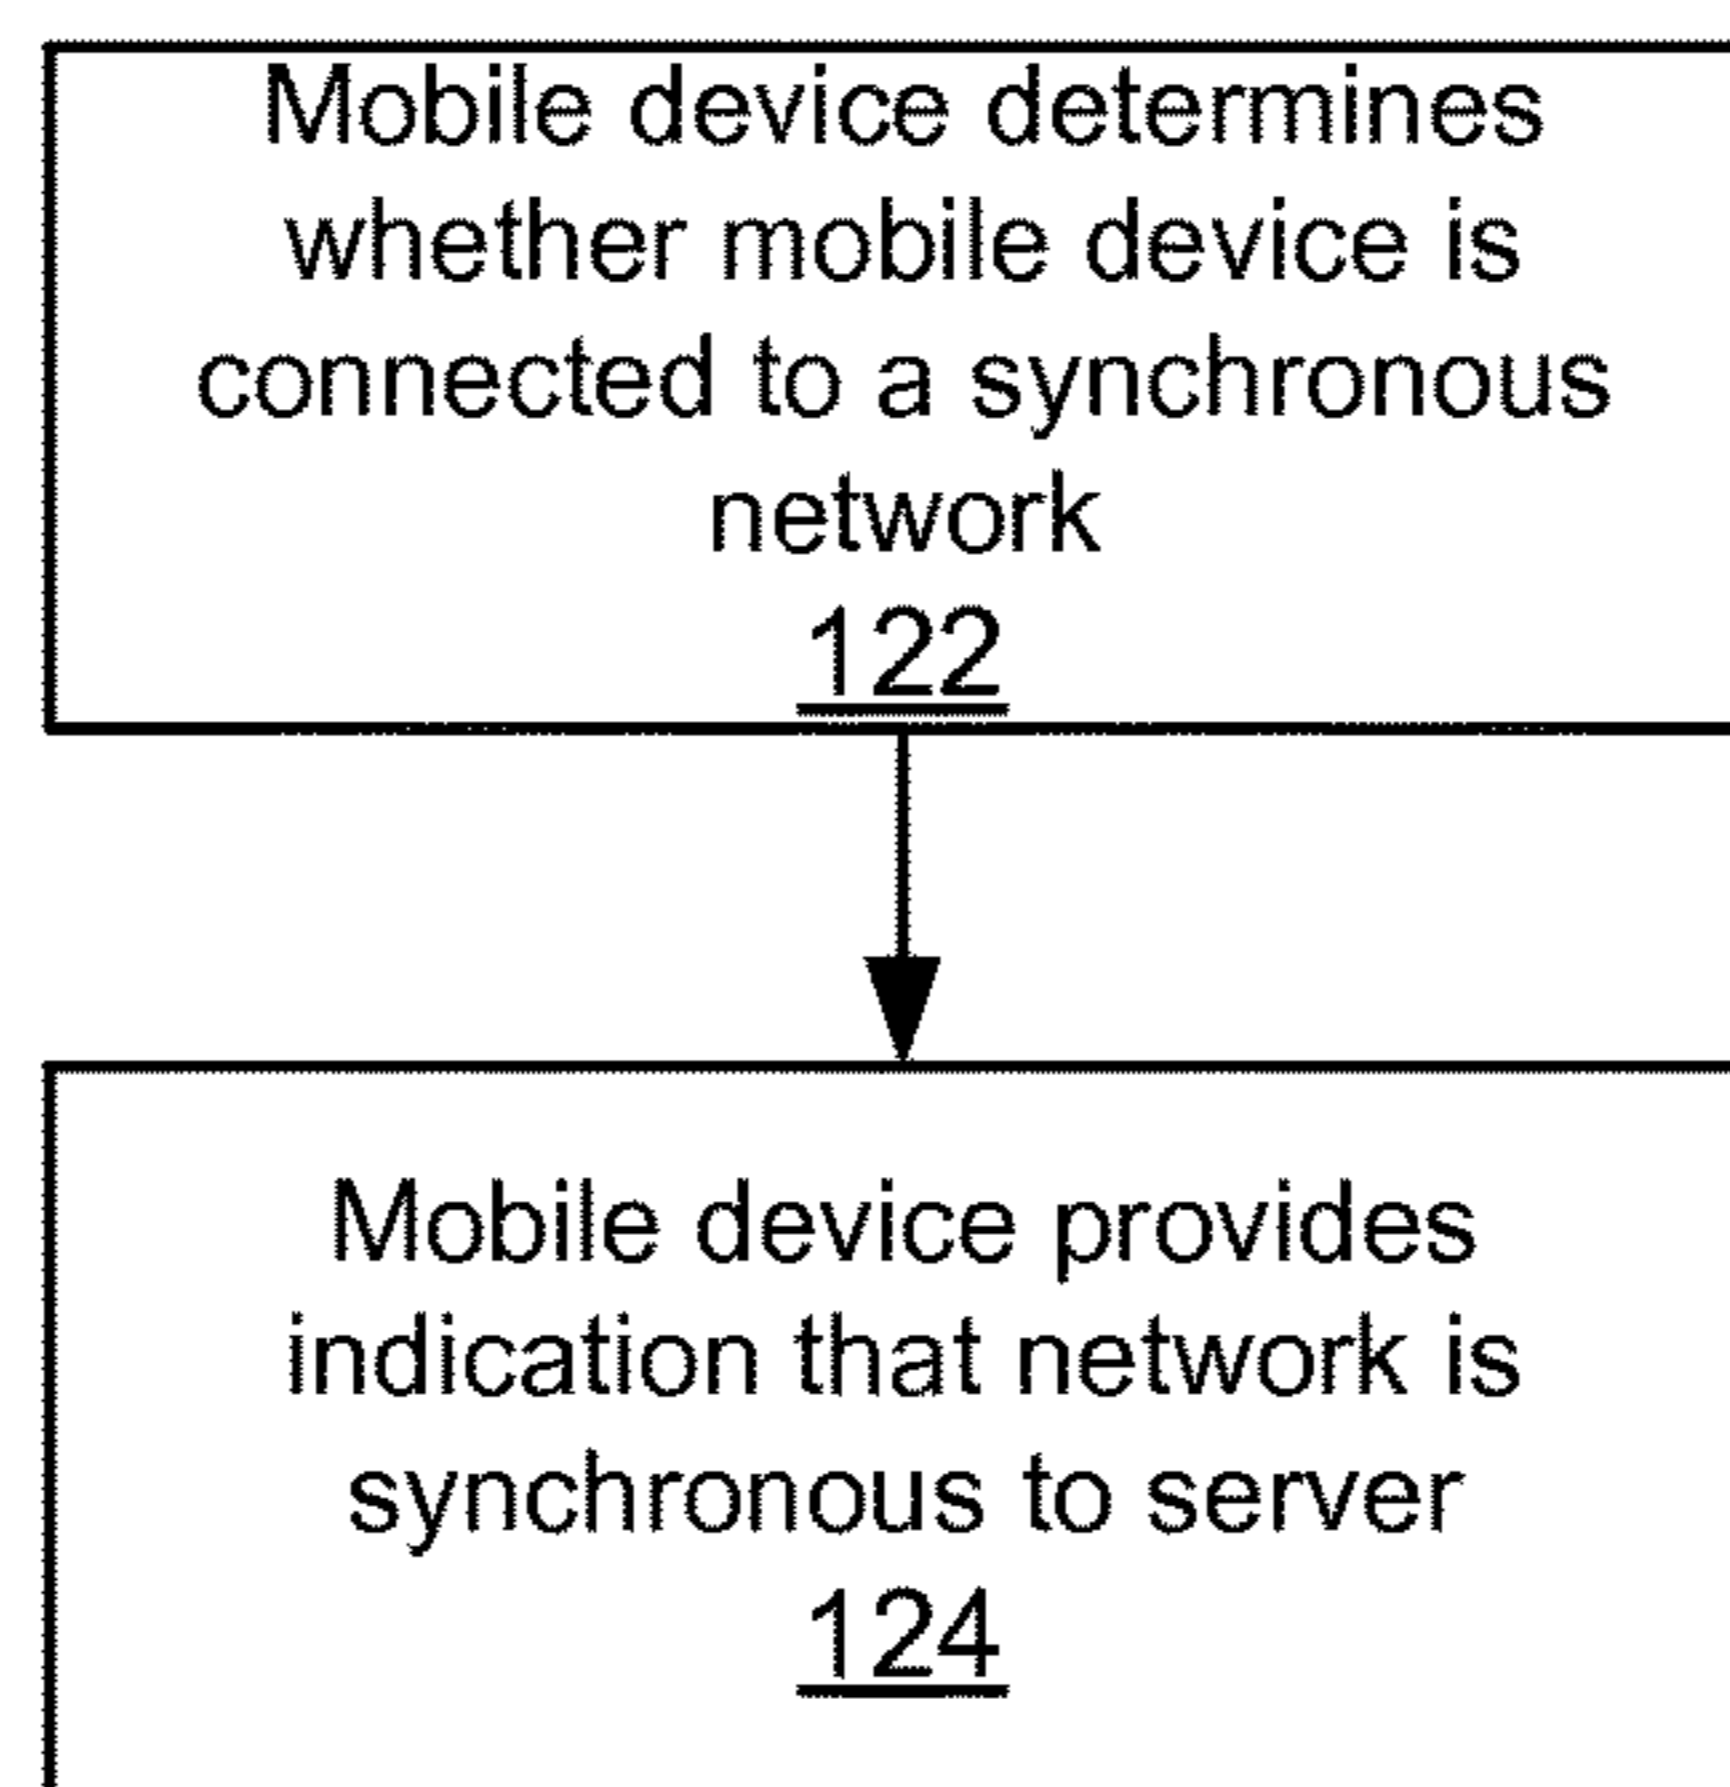 Mobile device determines
whether mobile device is
connected to a synchronous
network
122
Mobile device provides
indication that network is
synchronous to server
124